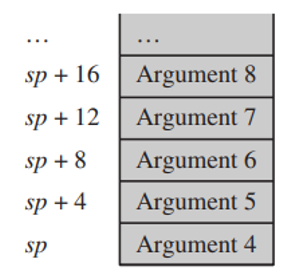 ... ...
sp + 16 Argument 8
sp + 12 Argument 7
sp + 8 Argument 6
sp + 4 Argument 5
sp Argument 4